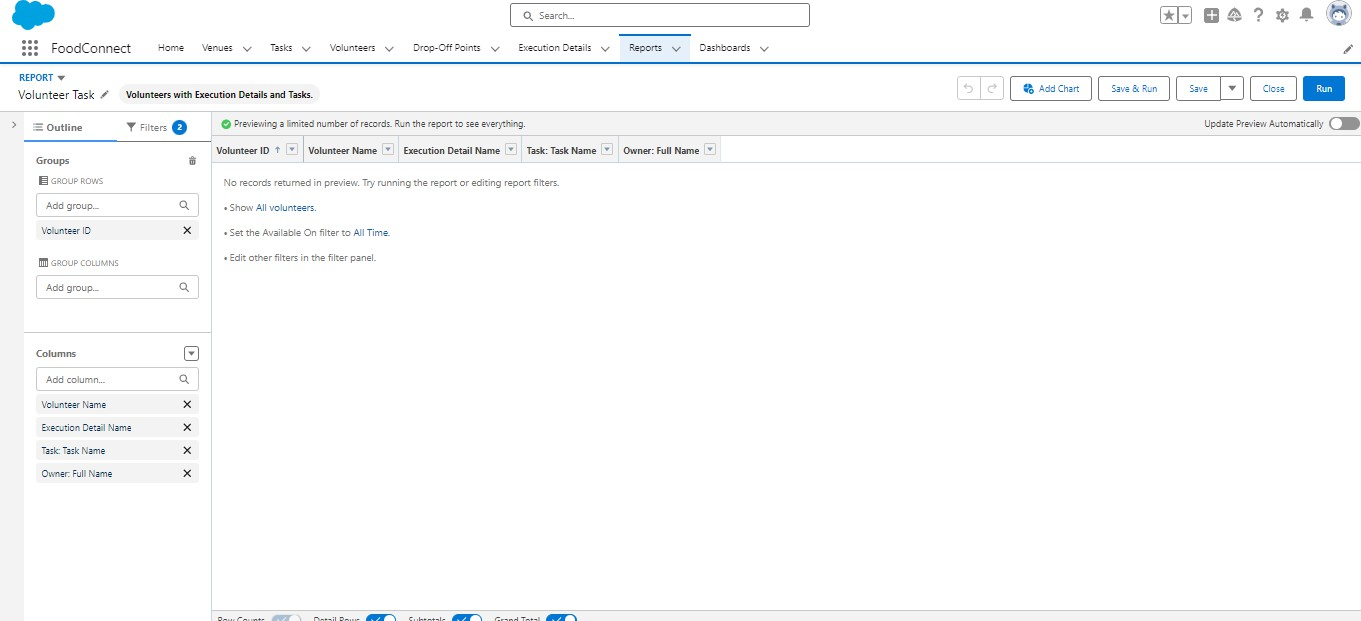 Search...
FoodConnect
Home
Venues
Tasks
Volunteers
Drop-Off Points
Execution Details
Reports
Dashboards
REPORT
Volunteer Task
Volunteers with Execution Details and Tasks.
Add Chart
Save & Run
Save
Close
Run
Outline
Filters 2
Previewing a limited number of records. Run the report to see everything.
Update Preview Automatically
Groups
GROUP ROWS
Add group...
Volunteer ID
GROUP COLUMNS
Add group...
Columns
Add column...
Volunteer Name
Execution Detail Name
Task: Task Name
Owner: Full Name
Volunteer ID
Volunteer Name
Execution Detail Name
Task: Task Name
Owner: Full Name
No records returned in preview. Try running the report or editing report filters.
• Show All volunteers.
• Set the Available On filter to All Time.
• Edit other filters in the filter panel.
Row Counts
Detail Rows
Subtotals
Grand Total